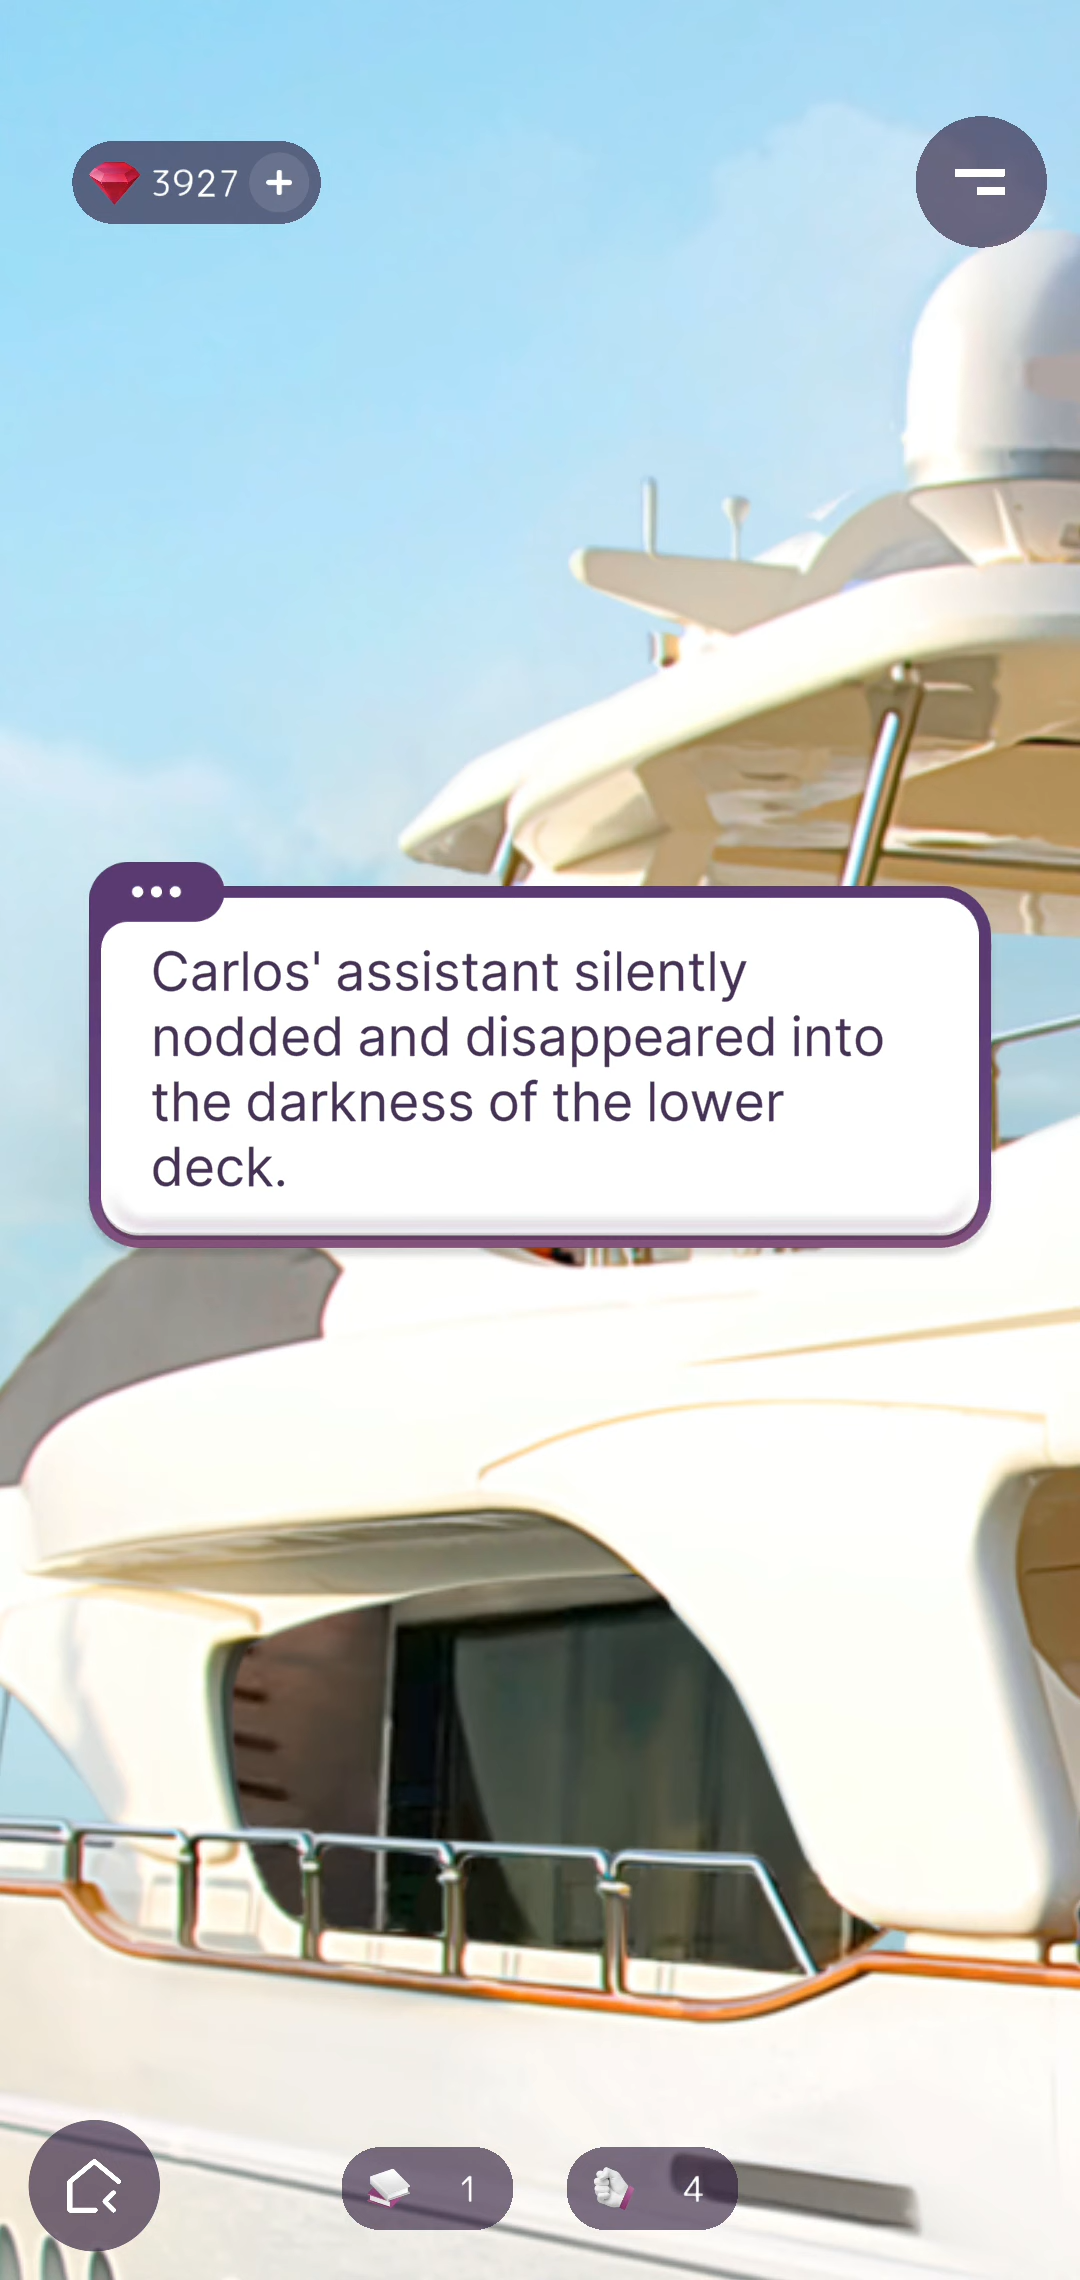 3927
Carlos' assistant silently
nodded and disappeared into
the darkness of the lower
deck.
1
4